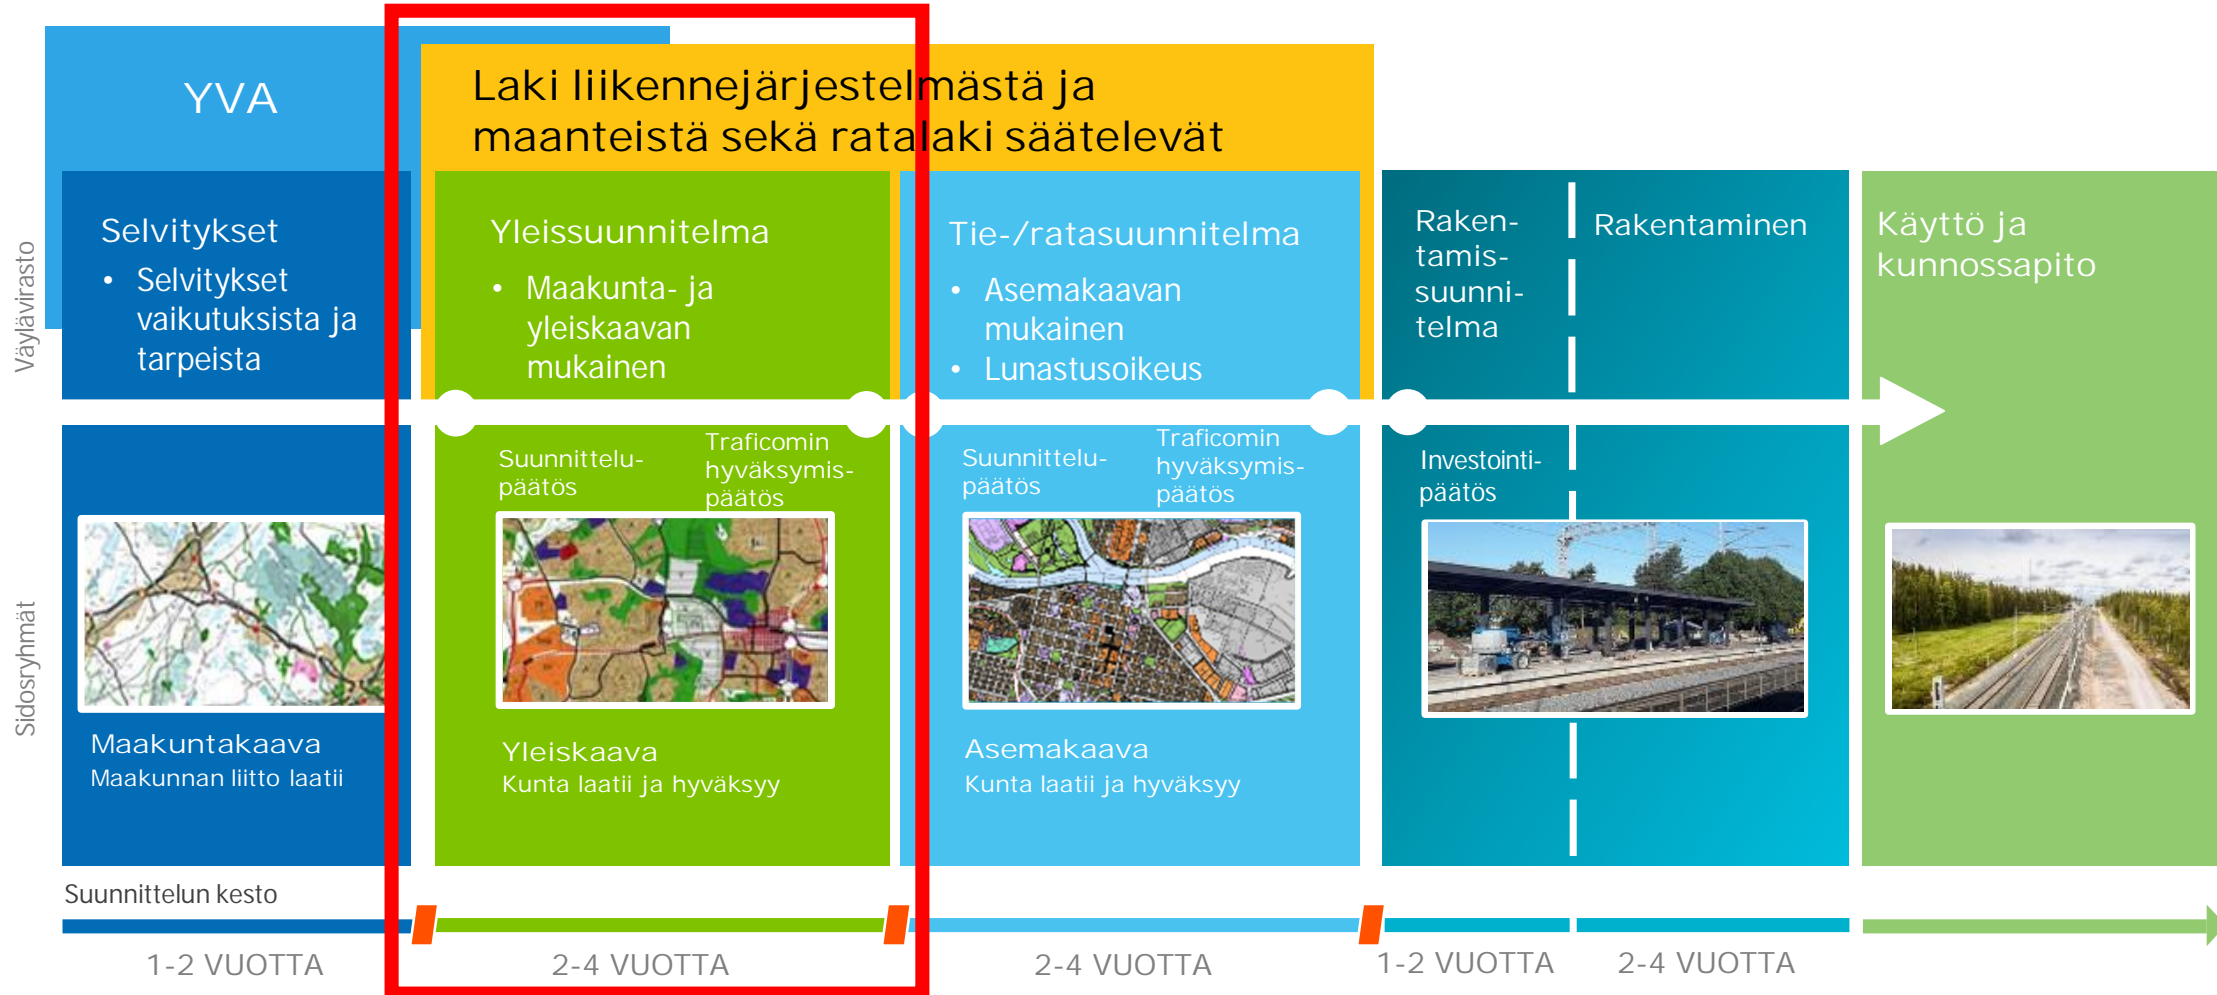 YVA
Laki liikennejärjestelmästä ja
maanteistä sekä ratalaki säätelevät
Väylävirasto
Selvitykset
• Selvitykset
vaikutuksista ja
tarpeista
Yleissuunnitelma
• Maakunta- ja
yleiskaavan
mukainen
Tie-/ratasuunnitelma
• Asemakaavan
mukainen
• Lunastusoikeus
Raken-
tamis-
suunni-
telma
Rakentaminen
Käyttö ja
kunnossapito
Sidosryhmät
Maakuntakaava
Maakunnan liitto laatii
Suunnittelu-
päätös
Traficomin
hyväksymis-
päätös
Yleiskaava
Kunta laatii ja hyväksyy
Suunnittelu-
päätös
Traficomin
hyväksymis-
päätös
Asemakaava
Kunta laatii ja hyväksyy
Investointi-
päätös
Suunnittelun kesto
1-2 VUOTTA
2-4 VUOTTA
2-4 VUOTTA
1-2 VUOTTA
2-4 VUOTTA